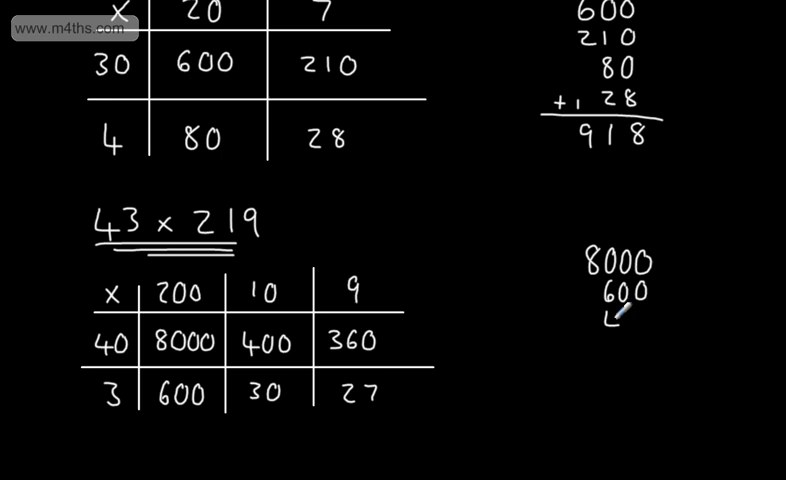 www.m4ths.com
x 20 7
30 600 210
4 80 28
600
210
80
+1 28
918
43 x 219
x 200 10 9
40 8000 400 360
3 600 30 27
8000
600